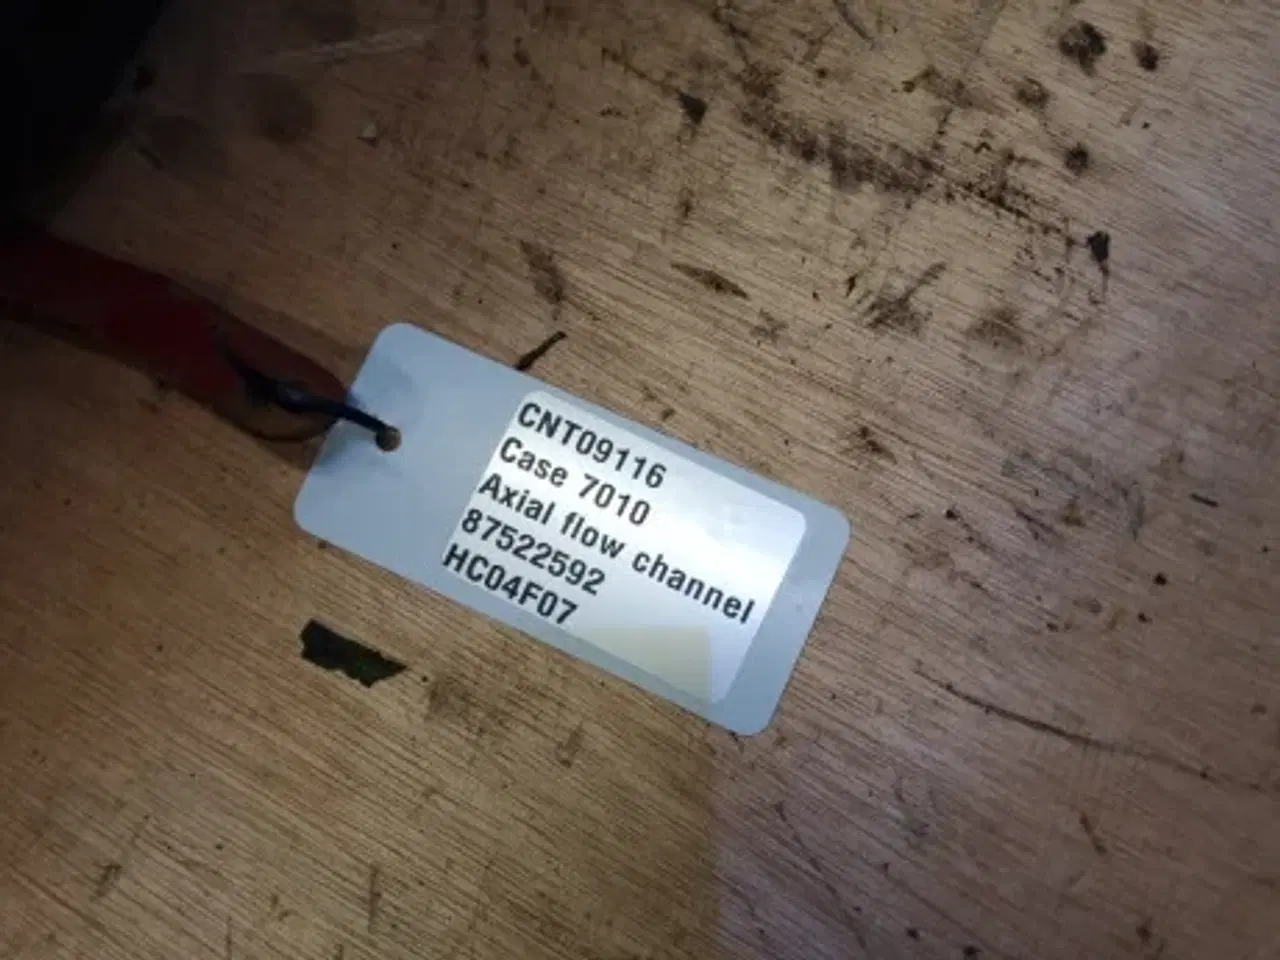 CNT09116
Case 7010
Axial flow channel
87522592
HC04F07